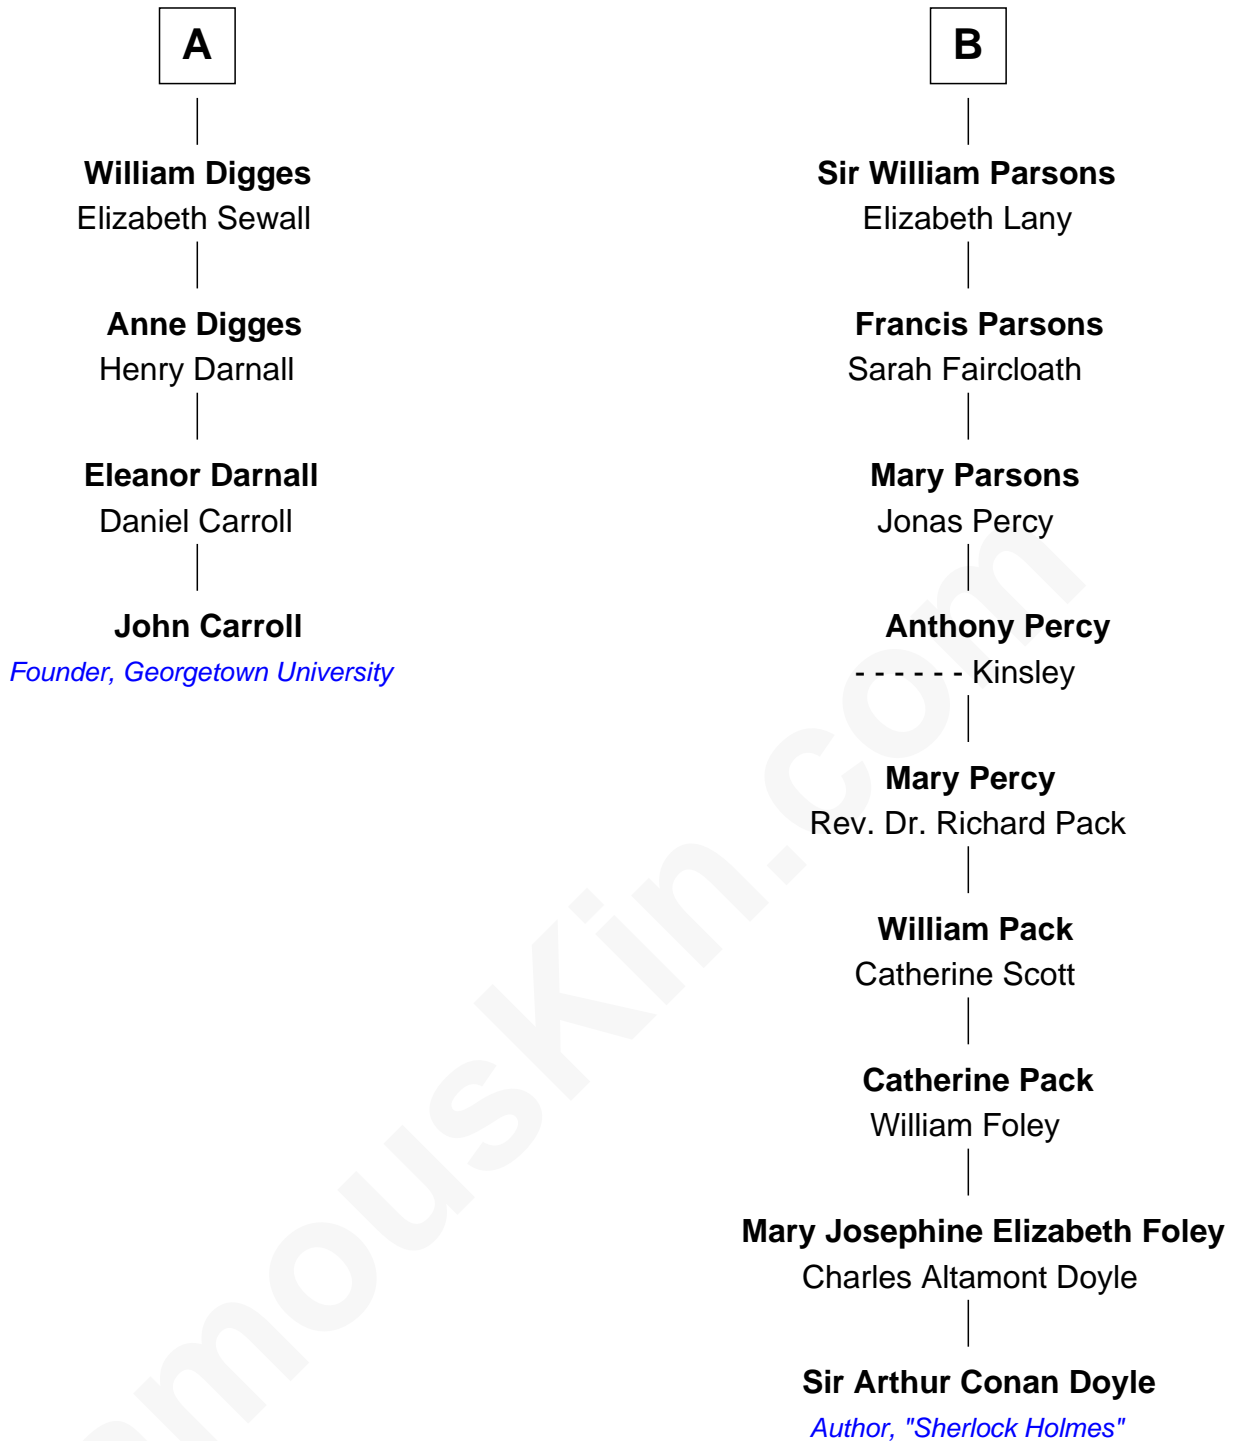 A
William Digges
Elizabeth Sewall
Anne Digges
Henry Darnall
Eleanor Darnall
Daniel Carroll
John Carroll
Founder, Georgetown University
B
Sir William Parsons
Elizabeth Lany
Francis Parsons
Sarah Faircloath
Mary Parsons
Jonas Percy
Anthony Percy
- - - - - - Kinsley
Mary Percy
Rev. Dr. Richard Pack
William Pack
Catherine Scott
Catherine Pack
William Foley
Mary Josephine Elizabeth Foley
Charles Altamont Doyle
Sir Arthur Conan Doyle
Author, "Sherlock Holmes"
amouskin.com